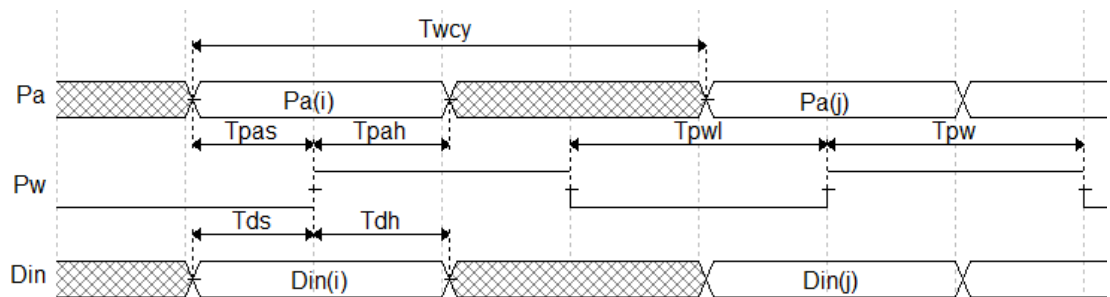 Twcy
Pa Pa(i) Pa(j)
Tpas Tpah Tpwl Tpw
Pw
Tds Tdh
Din Din(i) Din(j)